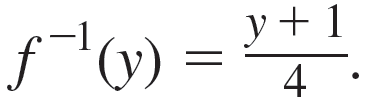 f⁻¹(y) = (y + 1)/4.